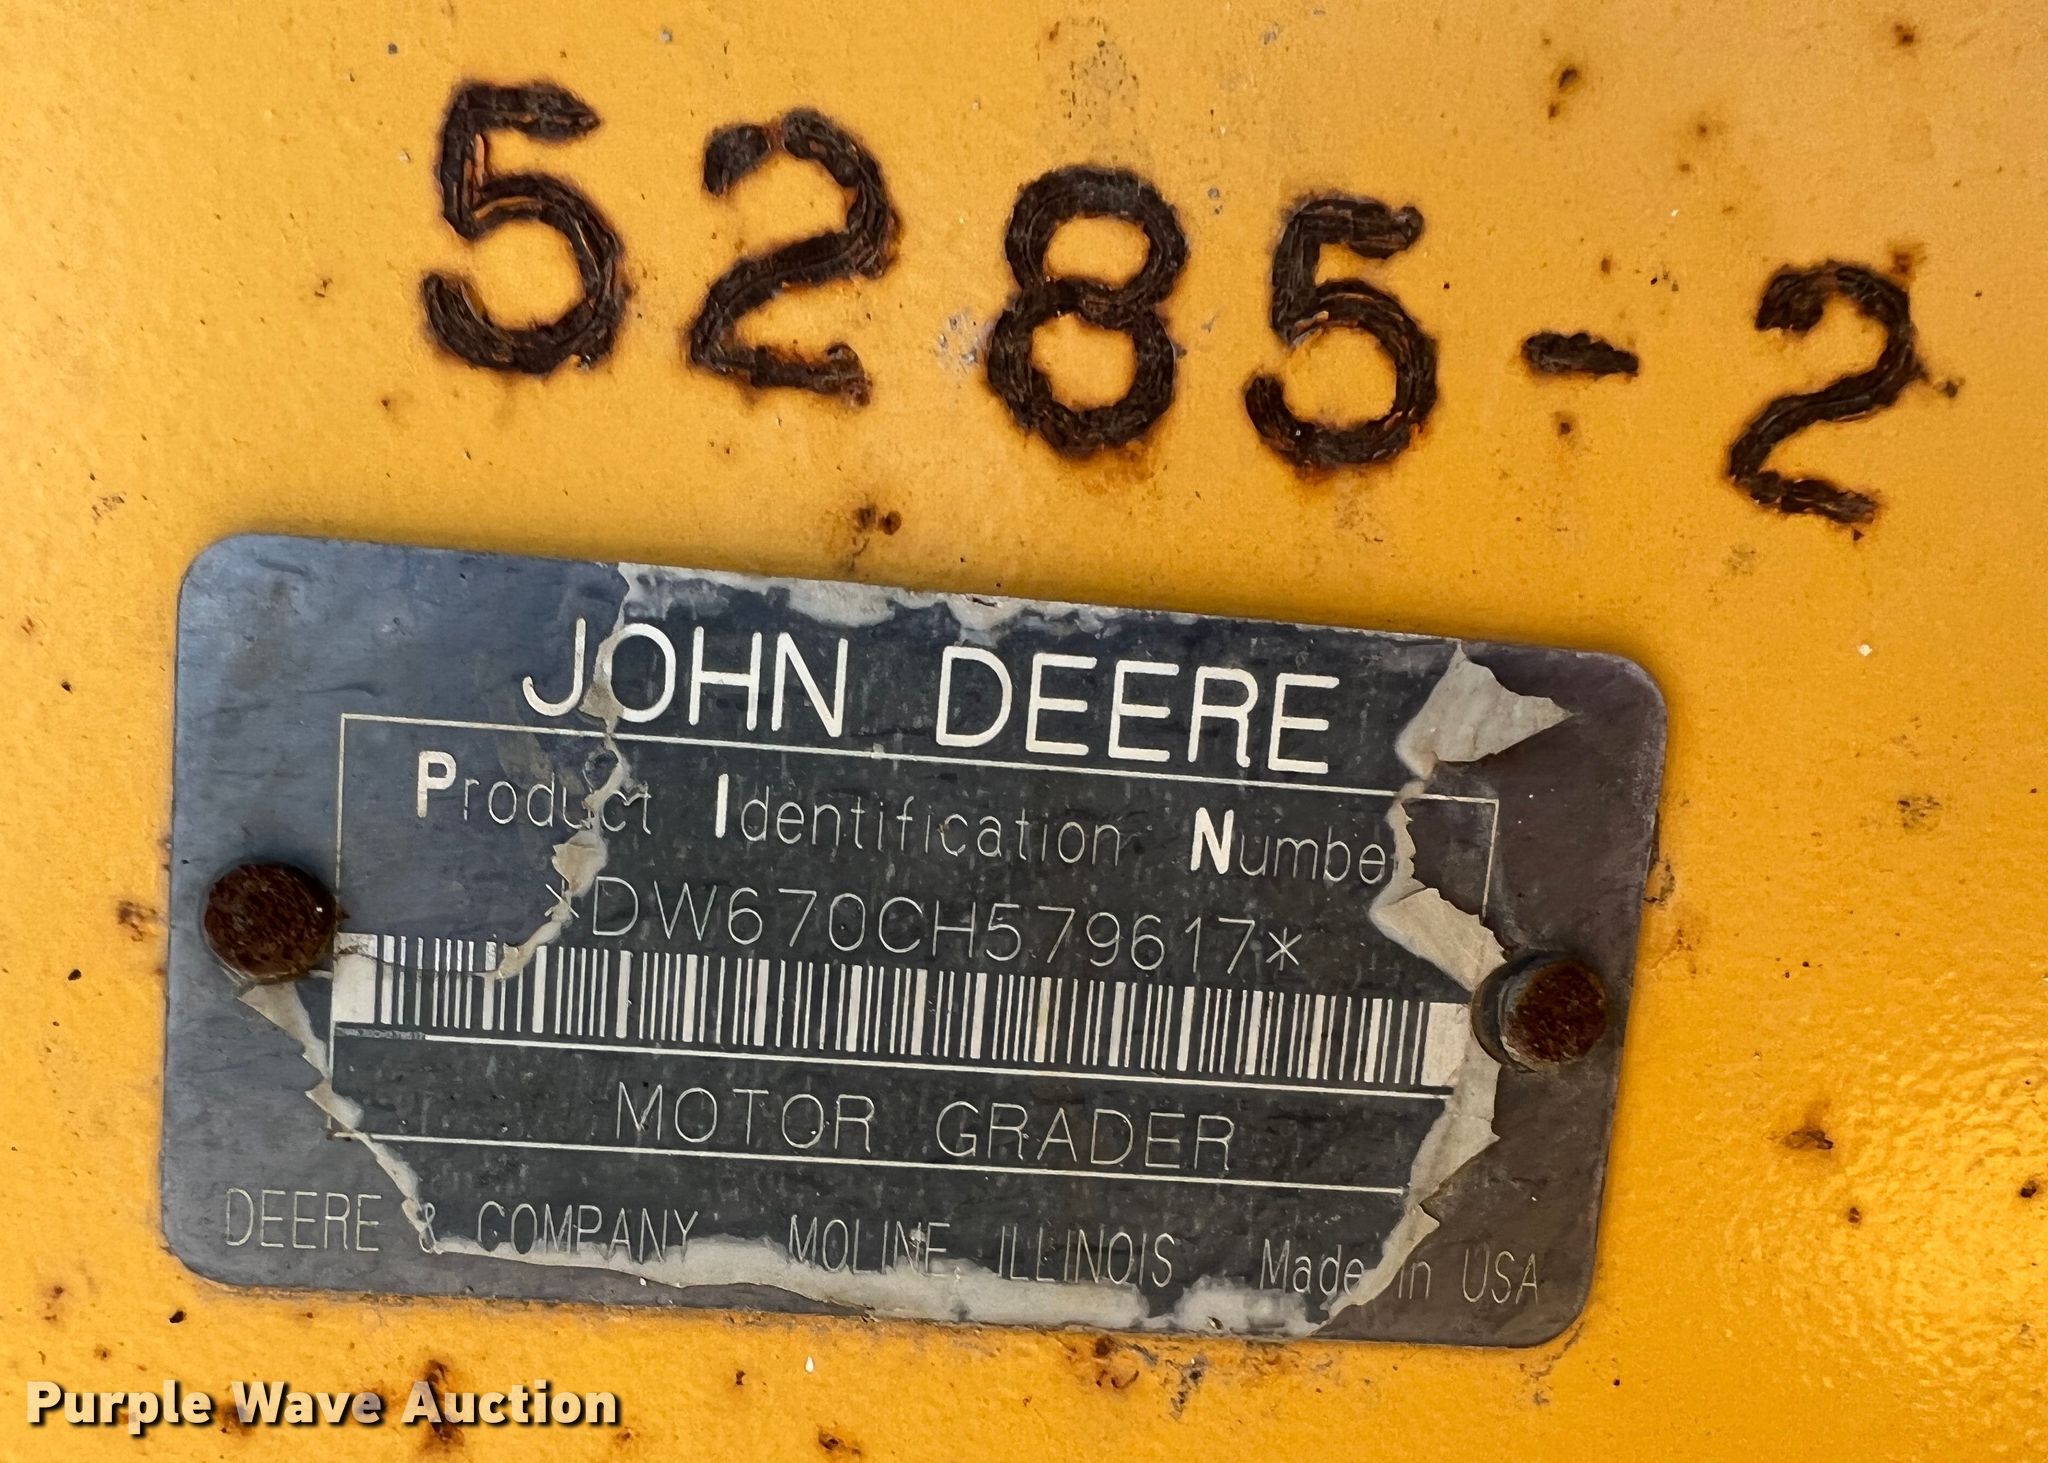 5285-2
JOHN DEERE
Product Identification Number
*DW670CH579617*
MOTOR GRADER
DEERE & COMPANY MOLINE, ILLINOIS Made in USA
Purple Wave Auction